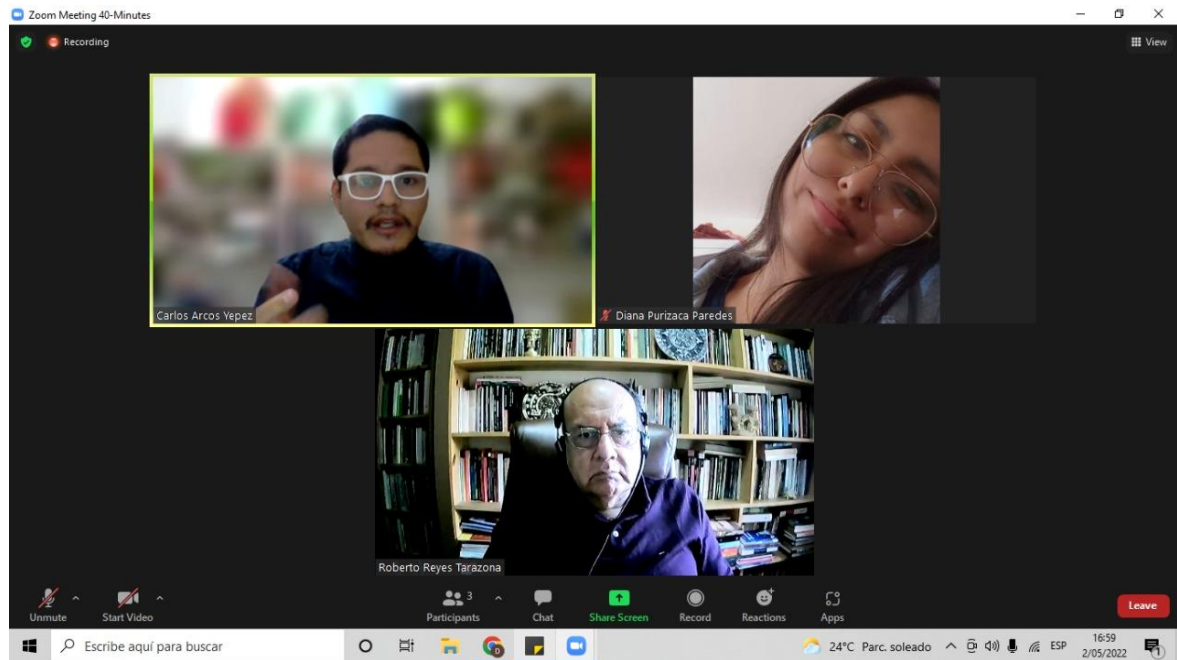 Zoom Meeting 40-Minutes
Recording
View
Carlos Arcos Yepez
Diana Purizaca Paredes
Roberto Reyes Tarazona
Unmute
Start Video
3
Participants
Chat
Share Screen
Record
Reactions
Apps
Leave
Escribe aquí para buscar
24°C Parc. soleado
ESP
16:59
2/05/2022
1